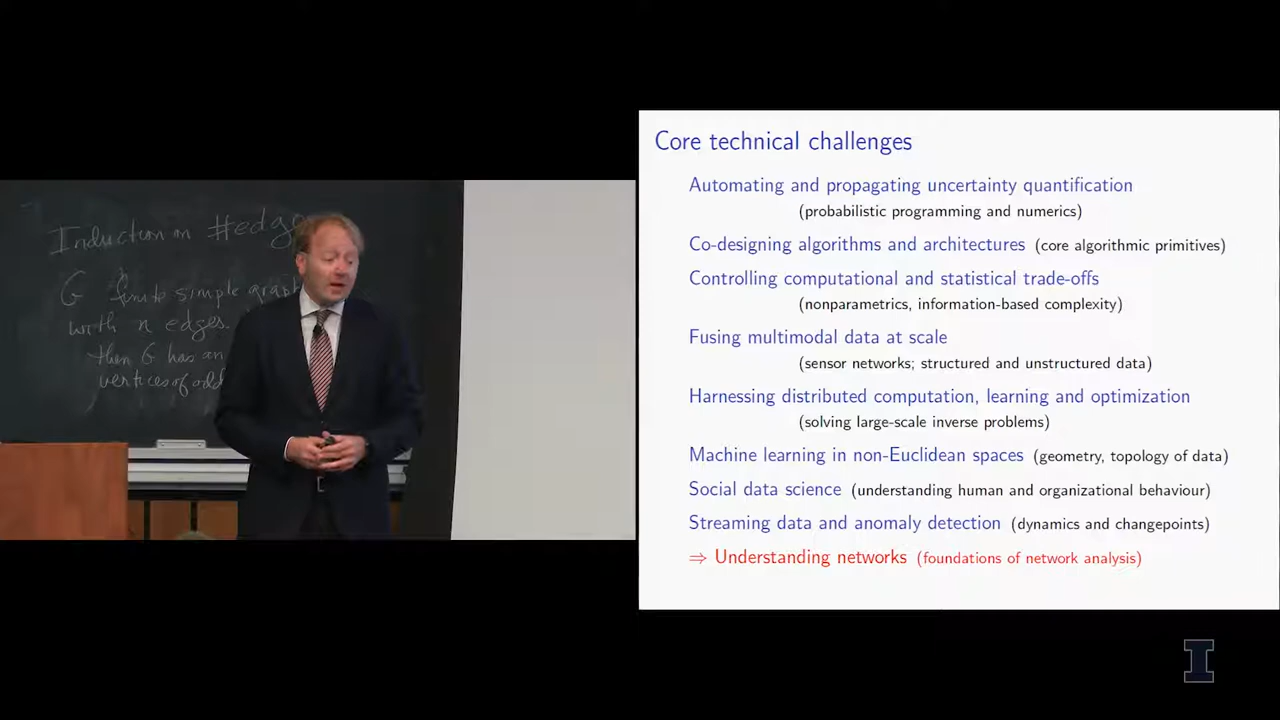 Induction on #edge
G finite simple graph
with n edges.
then G has an
vertices of odd
Core technical challenges
Automating and propagating uncertainty quantification
(probabilistic programming and numerics)
Co-designing algorithms and architectures (core algorithmic primitives)
Controlling computational and statistical trade-offs
(nonparametrics, information-based complexity)
Fusing multimodal data at scale
(sensor networks; structured and unstructured data)
Harnessing distributed computation, learning and optimization
(solving large-scale inverse problems)
Machine learning in non-Euclidean spaces (geometry, topology of data)
Social data science (understanding human and organizational behaviour)
Streaming data and anomaly detection (dynamics and changepoints)
⇒ Understanding networks (foundations of network analysis)
I